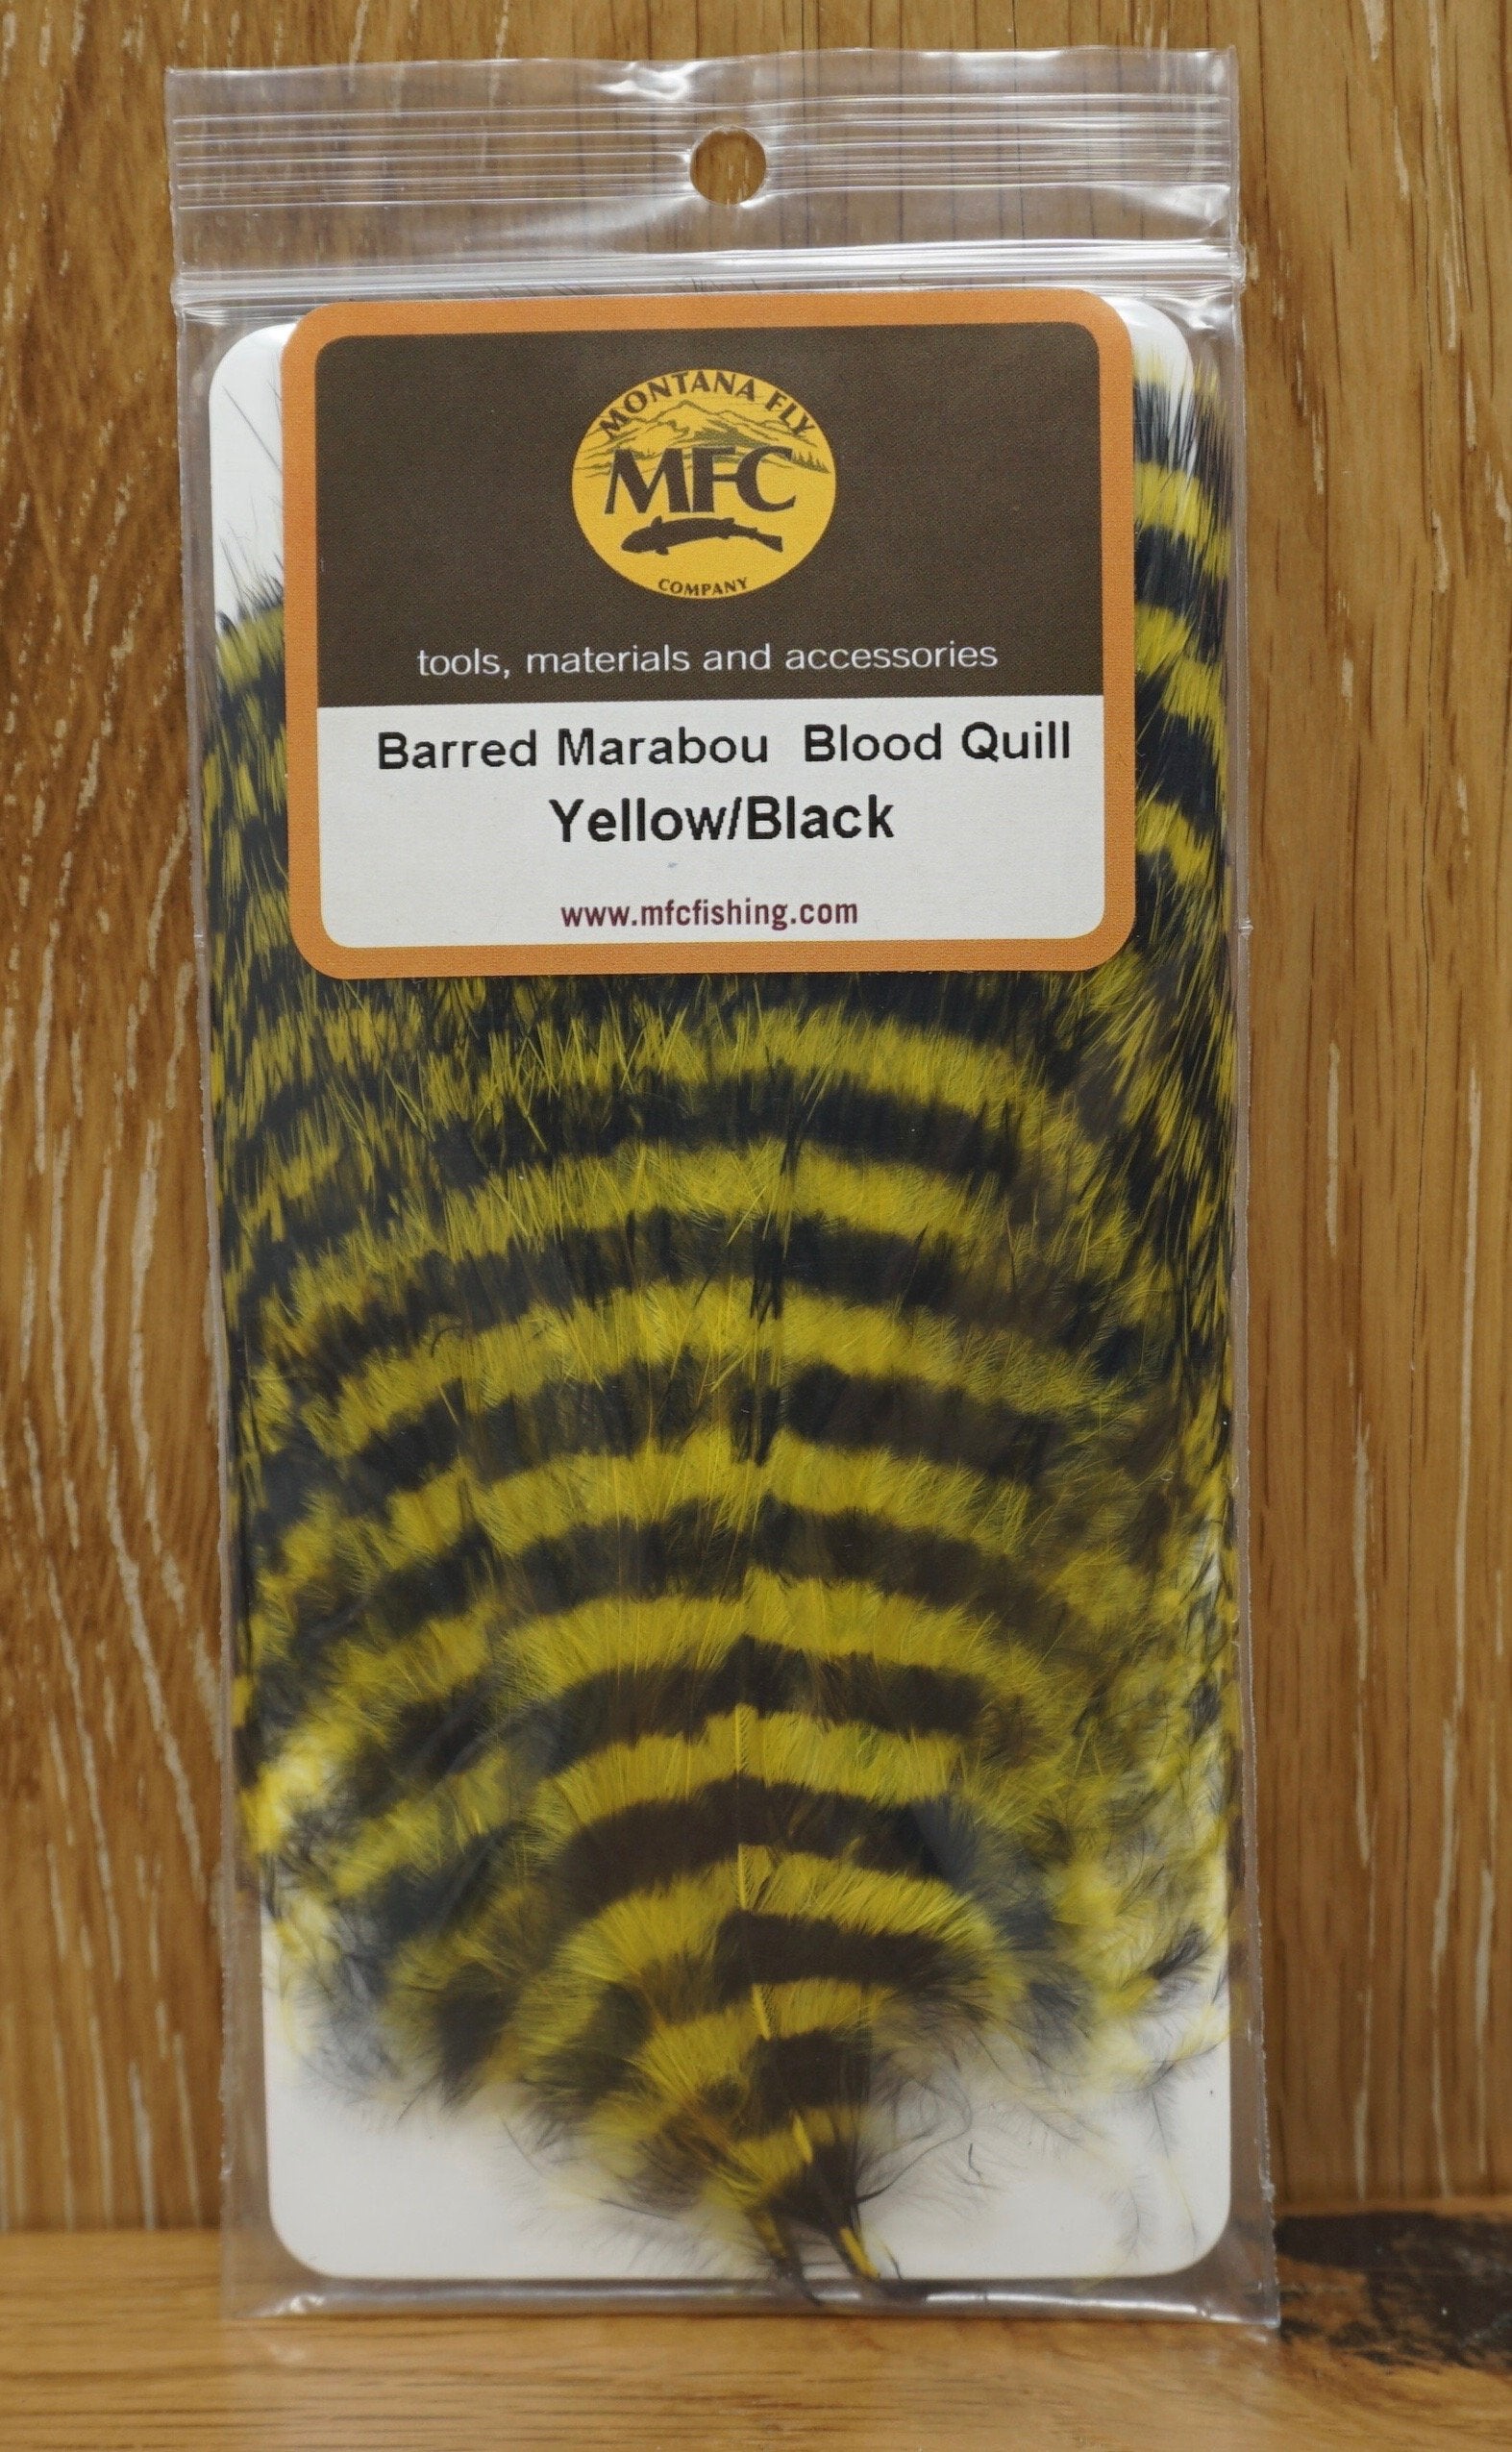 MONTANA FLY
MFC
COMPANY
tools, materials and accessories
Barred Marabou Blood Quill
Yellow/Black
www.mfcfishing.com